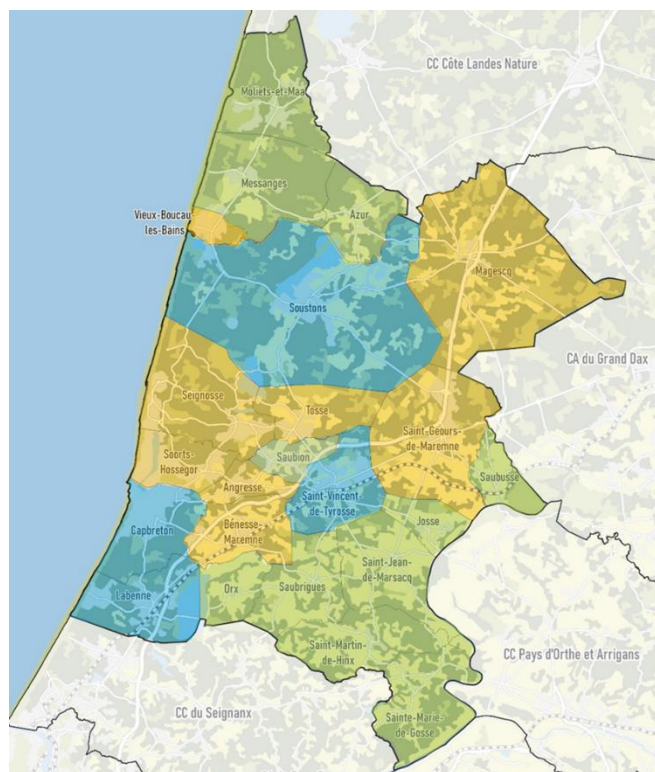 CC Côte Landes Nature
Moliets-et-Maa
Messanges
Vieux-Boucau
les-Bains
Azur
Magescq
Soustons
CA du Grand Dax
Seignosse
Tosse
Saint-Geours-
de-Maremne
Soorts-
Hossegor
Saubion
Saubusse
Angresse
Saint-Vincent-
de-Tyrosse
Capbreton
Bénesse-
Maremne
Josse
Saint-Jean-
de-Marsacq
Labenne
Orx
Saubrigues
Saint-Martin-
de-Hinx
CC Pays d'Orthe et Arrigans
CC du Seignanx
Sainte-Marie-
de-Gosse